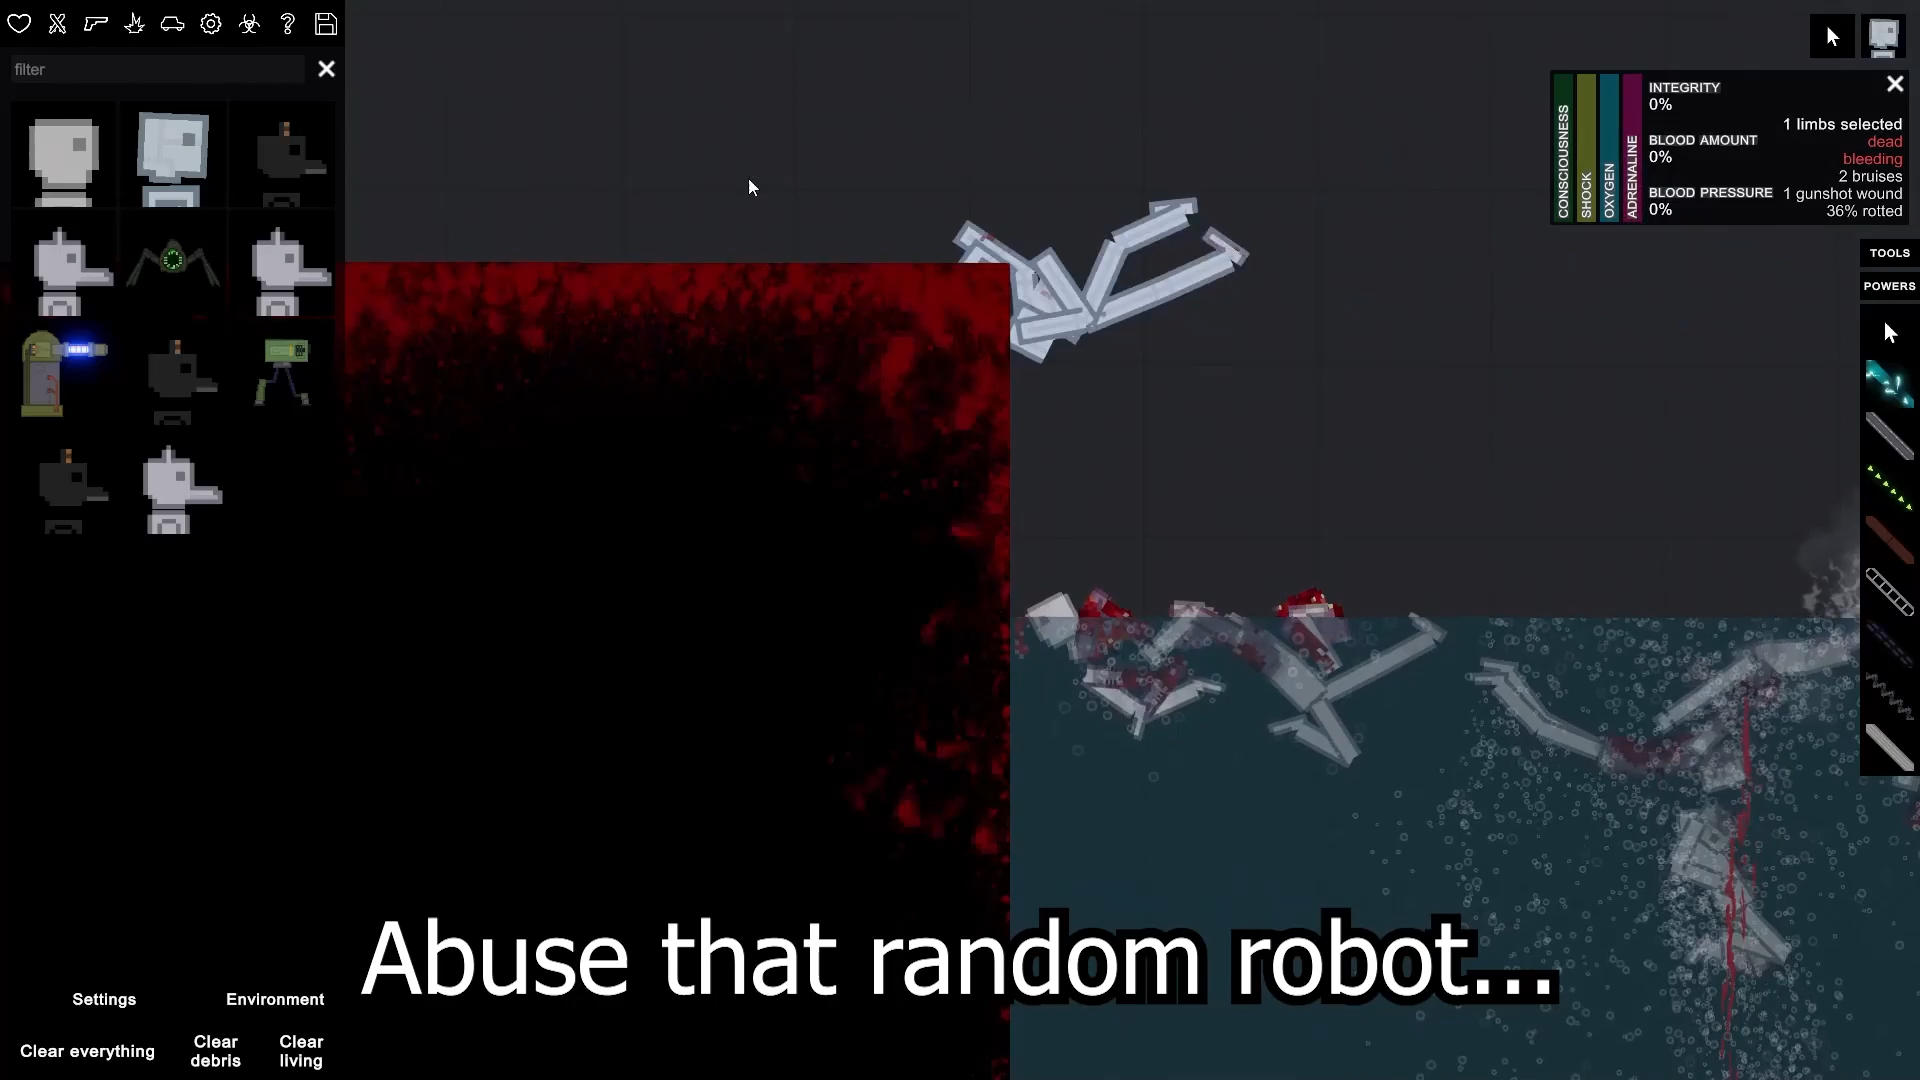 filter
INTEGRITY
0%
BLOOD AMOUNT
0%
BLOOD PRESSURE
0%
CONSCIOUSNESS
SHOCK
OXYGEN
ADRENALINE
1 limbs selected
dead
bleeding
2 bruises
1 gunshot wound
36% rotted
TOOLS
POWERS
Abuse that random robot...
Settings
Environment
Clear everything
Clear
debris
Clear
living